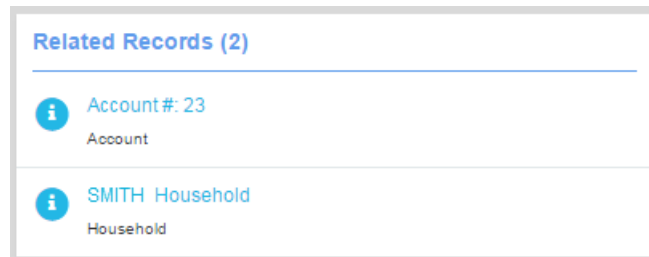 Related Records (2)
Account #: 23
Account
SMITH Household
Household